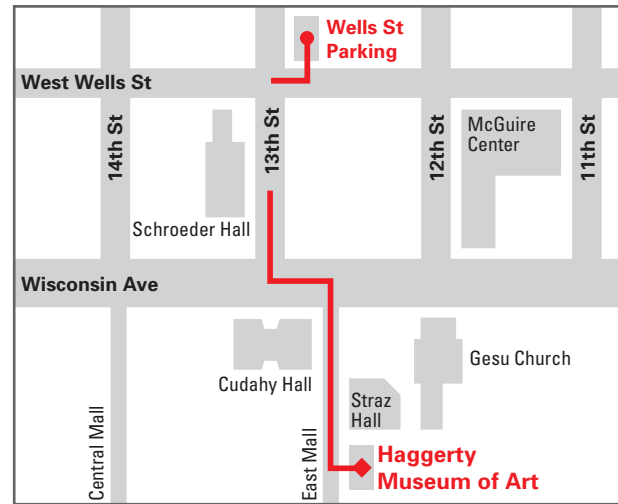 Wells St
Parking
West Wells St
14th St
13th St
12th St
11th St
McGuire
Center
Schroeder Hall
Wisconsin Ave
Cudahy Hall
Gesu Church
Straz
Hall
Central Mall
East Mall
Haggerty
Museum of Art